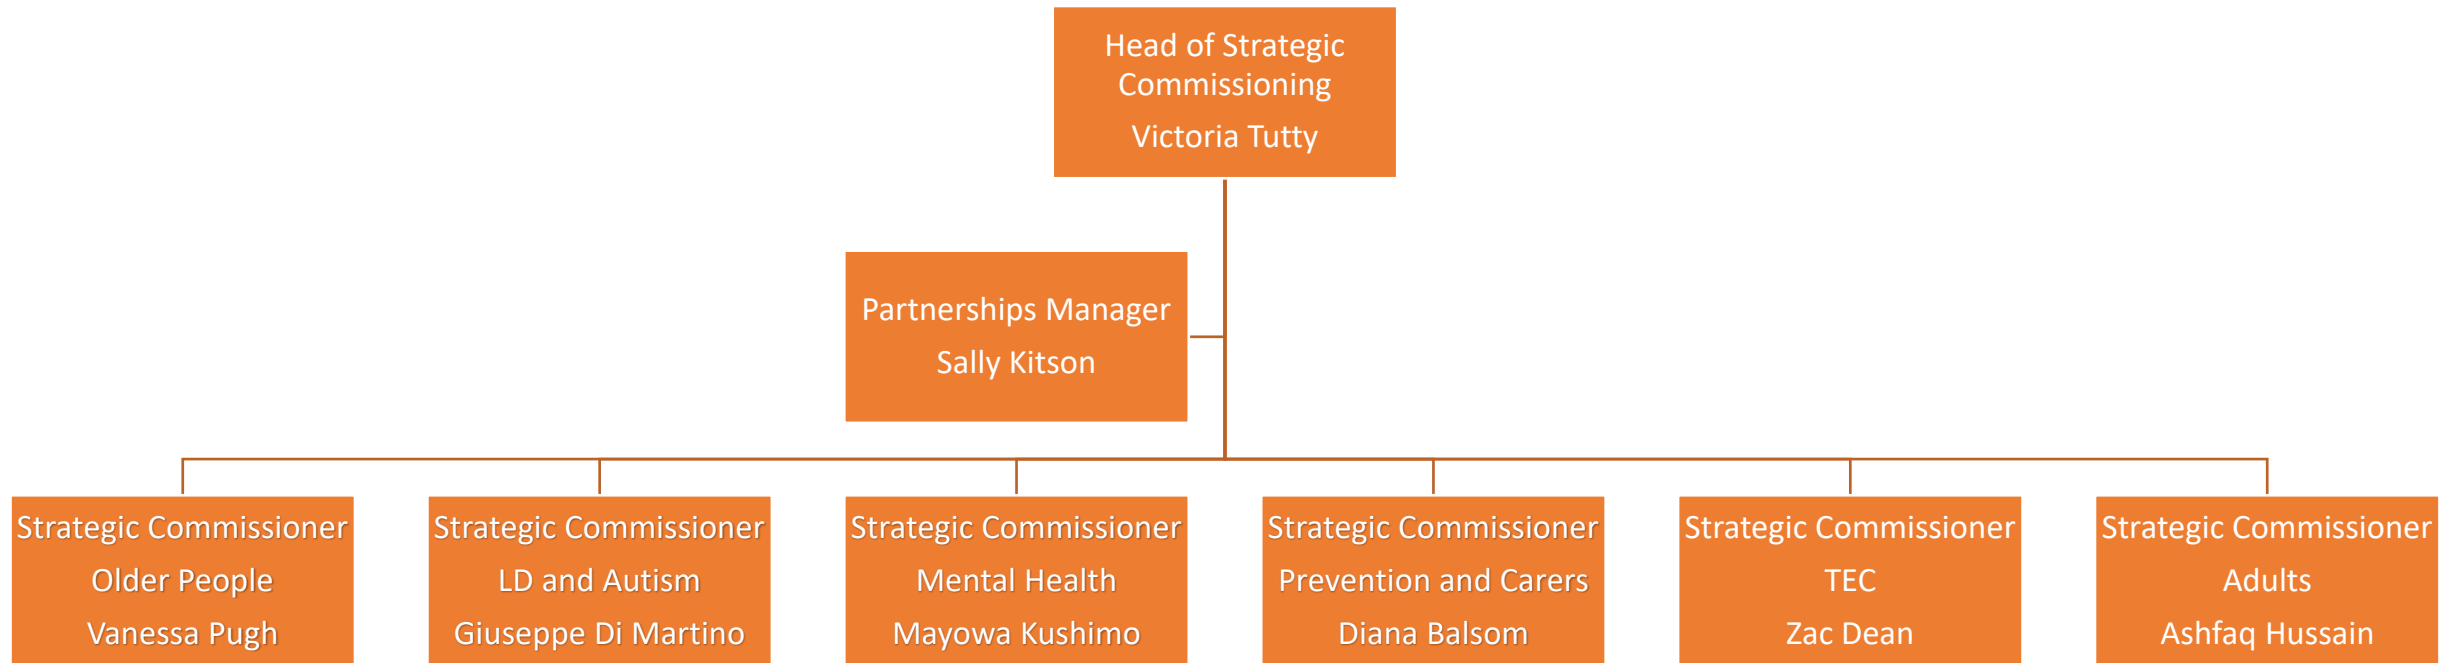 Head of Strategic
Commissioning
Victoria Tutty
Partnerships Manager
Sally Kitson
Strategic Commissioner
Older People
Vanessa Pugh
Strategic Commissioner
LD and Autism
Giuseppe Di Martino
Strategic Commissioner
Mental Health
Mayowa Kushimo
Strategic Commissioner
Prevention and Carers
Diana Balsom
Strategic Commissioner
TEC
Zac Dean
Strategic Commissioner
Adults
Ashfaq Hussain